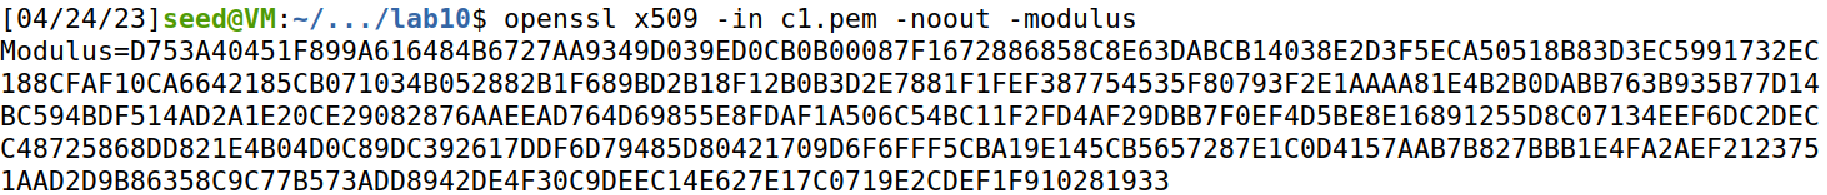 [04/24/23]seed@VM:~/.../lab10$ openssl x509 -in c1.pem -noout -modulus
Modulus=D753A40451F899A616484B6727AA9349D039ED0CB0B00087F1672886858C8E63DABCB14038E2D3F5ECA50518B83D3EC5991732EC
188CFAF10CA6642185CB071034B052882B1F689BD2B18F12B0B3D2E7881F1FEF387754535F80793F2E1AAAA81E4B2B0DABB763B935B77D14
BC594BDF514AD2A1E20CE29082876AAEEAD764D69855E8FDAF1A506C54BC11F2FD4AF29DBB7F0EF4D5BE8E16891255D8C07134EEF6DC2DEC
C48725868DD821E4B04D0C89DC392617DDF6D79485D80421709D6F6FFF5CBA19E145CB5657287E1C0D4157AAB7B827BBB1E4FA2AEF212375
1AAD2D9B86358C9C77B573ADD8942DE4F30C9DEEC14E627E17C0719E2CDEF1F910281933